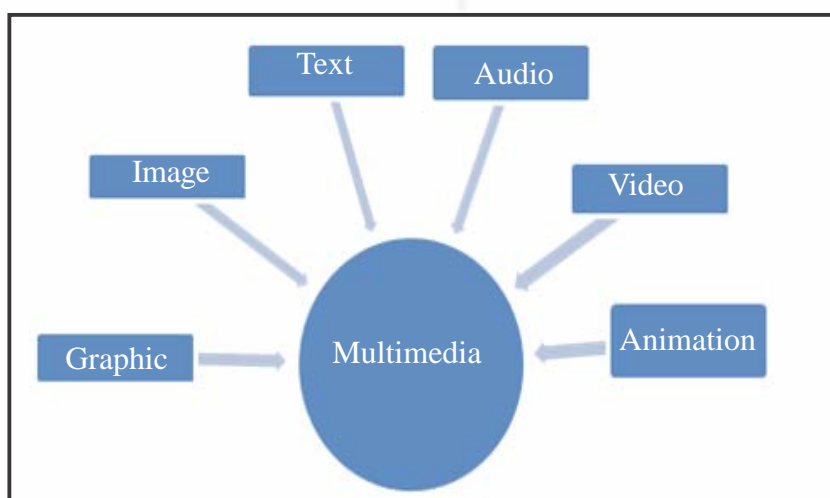 Text
Audio
Image
Video
Graphic
Multimedia
Animation